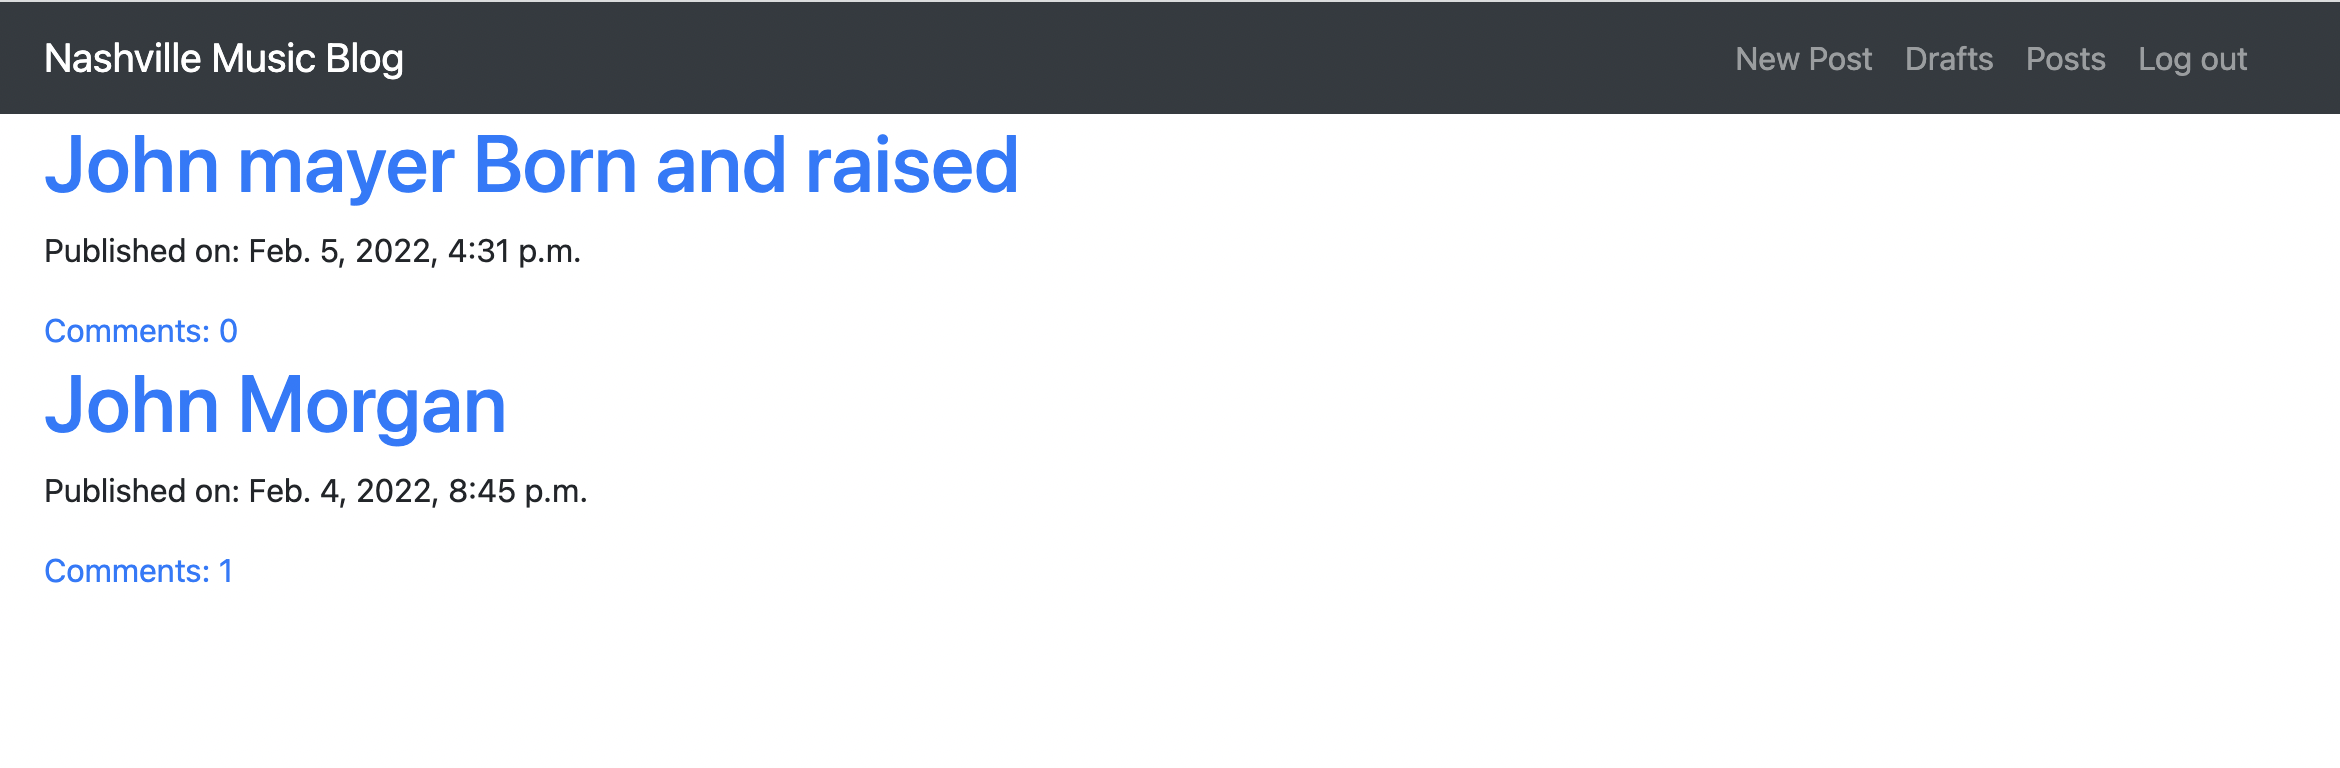 Nashville Music Blog New Post Drafts Posts Log out
John mayer Born and raised
Published on: Feb. 5, 2022, 4:31 p.m.
Comments: 0
John Morgan
Published on: Feb. 4, 2022, 8:45 p.m.
Comments: 1